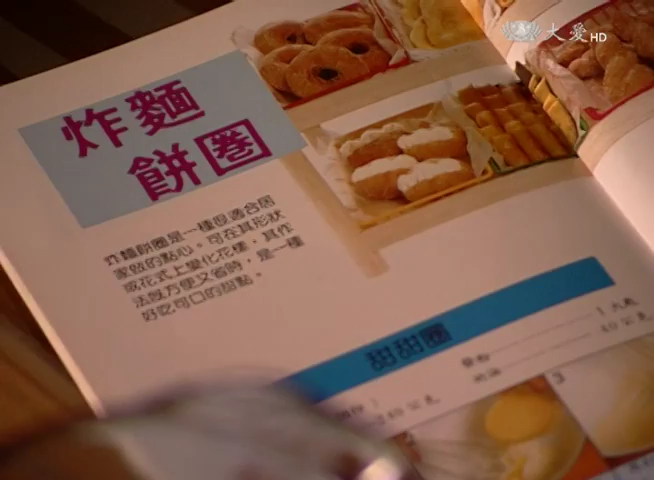 大愛HD
炸麵
餅圈
炸麵餅圈是一種很適合居
家做的點心。可在其形狀
或花式上變化花樣，其作
法旣方便又省時，是一種
好吃可口的甜點。
甜甜圈
3